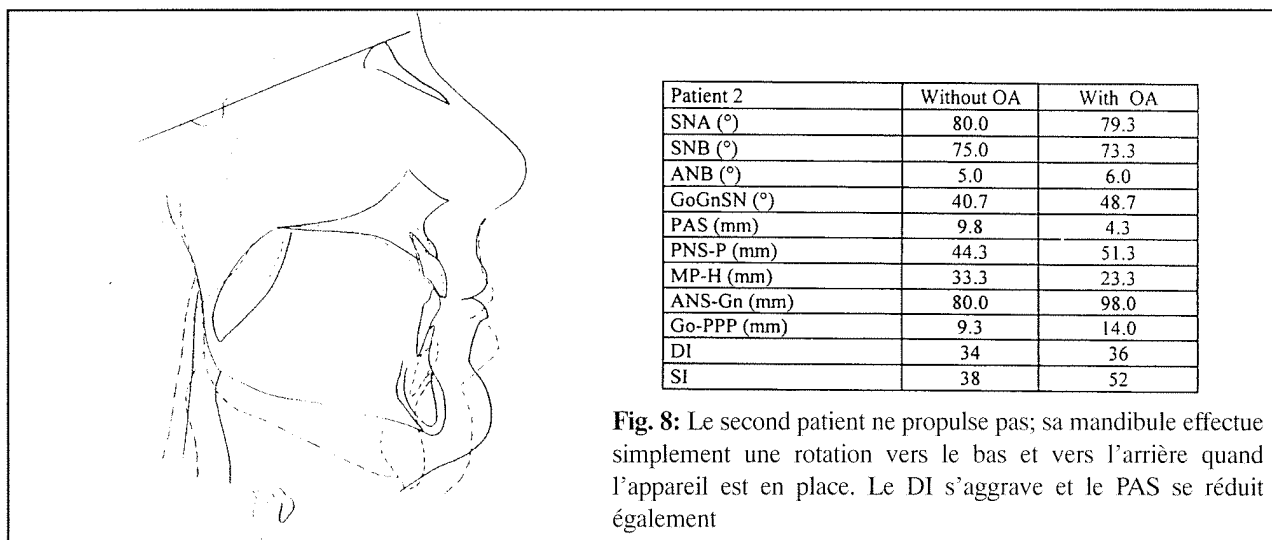 Patient 2 Without OA With OA
SNA (°) 80.0 79.3
SNB (°) 75.0 73.3
ANB (°) 5.0 6.0
GoGnSN (°) 40.7 48.7
PAS (mm) 9.8 4.3
PNS-P (mm) 44.3 51.3
MP-H (mm) 33.3 23.3
ANS-Gn (mm) 80.0 98.0
Go-PPP (mm) 9.3 14.0
DI 34 36
SI 38 52
Fig. 8: Le second patient ne propulse pas; sa mandibule effectue
simplement une rotation vers le bas et vers l'arrière quand
l'appareil est en place. Le DI s'aggrave et le PAS se réduit
également